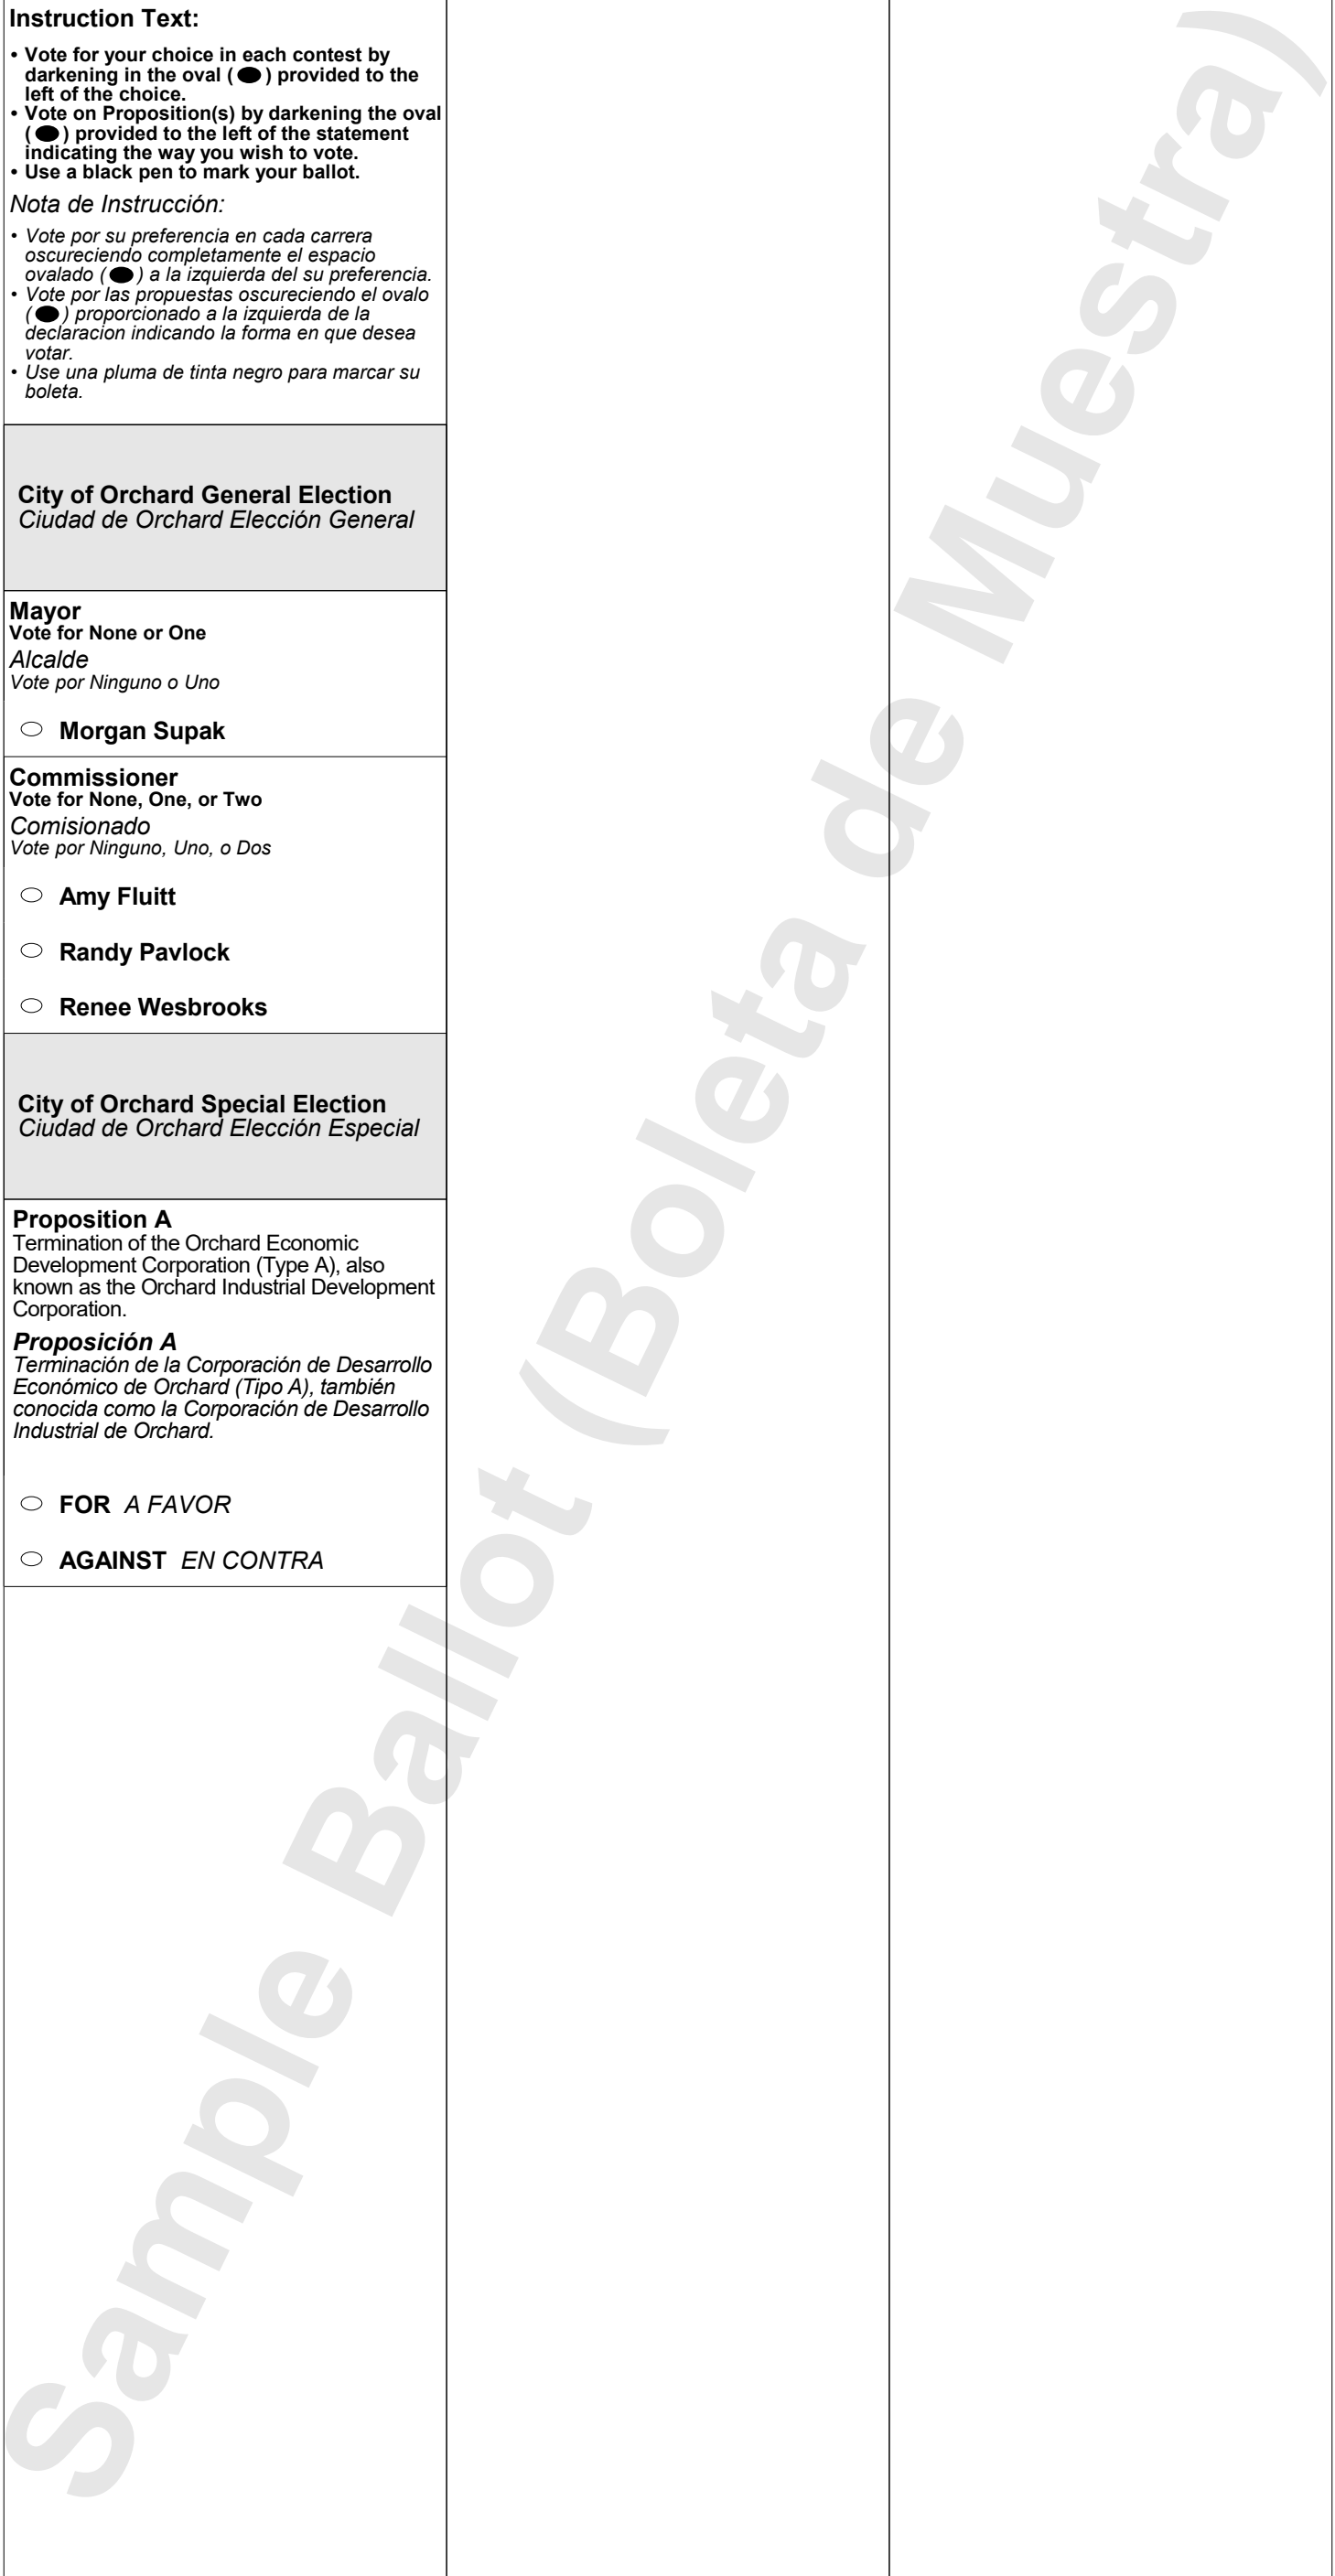 Instruction Text:
• Vote for your choice in each contest by
darkening in the oval ( ) provided to the
left of the choice.
• Vote on Proposition(s) by darkening the oval
( ) provided to the left of the statement
indicating the way you wish to vote.
• Use a black pen to mark your ballot.
Nota de Instrucción:
• Vote por su preferencia en cada carrera
oscureciendo completamente el espacio
ovalado ( ) a la izquierda del su preferencia.
• Vote por las propuestas oscureciendo el ovalo
( ) proporcionado a la izquierda de la
declaracion indicando la forma en que desea
votar.
• Use una pluma de tinta negro para marcar su
boleta.
City of Orchard General Election
Ciudad de Orchard Elección General
Mayor
Vote for None or One
Alcalde
Vote por Ninguno o Uno
Morgan Supak
Commissioner
Vote for None, One, or Two
Comisionado
Vote por Ninguno, Uno, o Dos
Amy Fluitt
Randy Pavlock
Renee Wesbrooks
City of Orchard Special Election
Ciudad de Orchard Elección Especial
Proposition A
Termination of the Orchard Economic
Development Corporation (Type A), also
known as the Orchard Industrial Development
Corporation.
Proposición A
Terminación de la Corporación de Desarrollo
Económico de Orchard (Tipo A), también
conocida como la Corporación de Desarrollo
Industrial de Orchard.
FOR A FAVOR
AGAINST EN CONTRA
Sample Ballot (Boleta de Muestra)